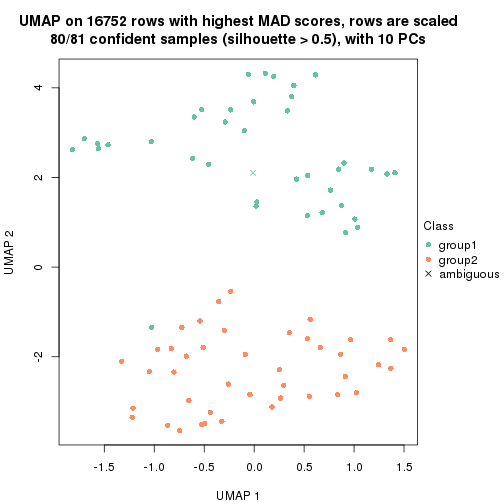 UMAP on 16752 rows with highest MAD scores, rows are scaled
80/81 confident samples (silhouette > 0.5), with 10 PCs
4
2
0
-2
UMAP 2
-1.5 -1.0 -0.5 0.0 0.5 1.0 1.5
UMAP 1
Class
group1
group2
ambiguous